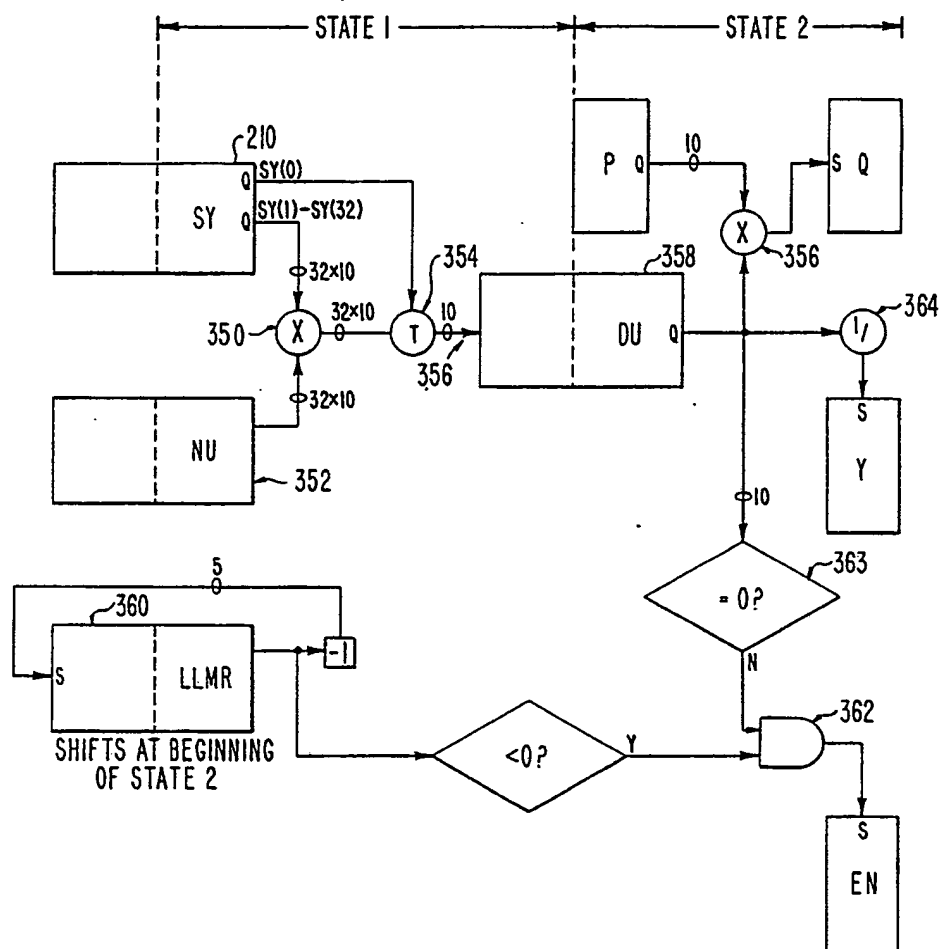 STATE 1
STATE 2
210
Q
SY(0)
SY
Q
SY(1)-SY(32)
32×10
350
X
32×10
354
T
10
356
32×10
NU
352
P
Q
10
X
356
S
Q
358
DU
Q
364
1/
S
Y
10
363
= 0?
N
5
360
S
LLMR
-1
SHIFTS AT BEGINNING
OF STATE 2
<0?
Y
362
S
EN